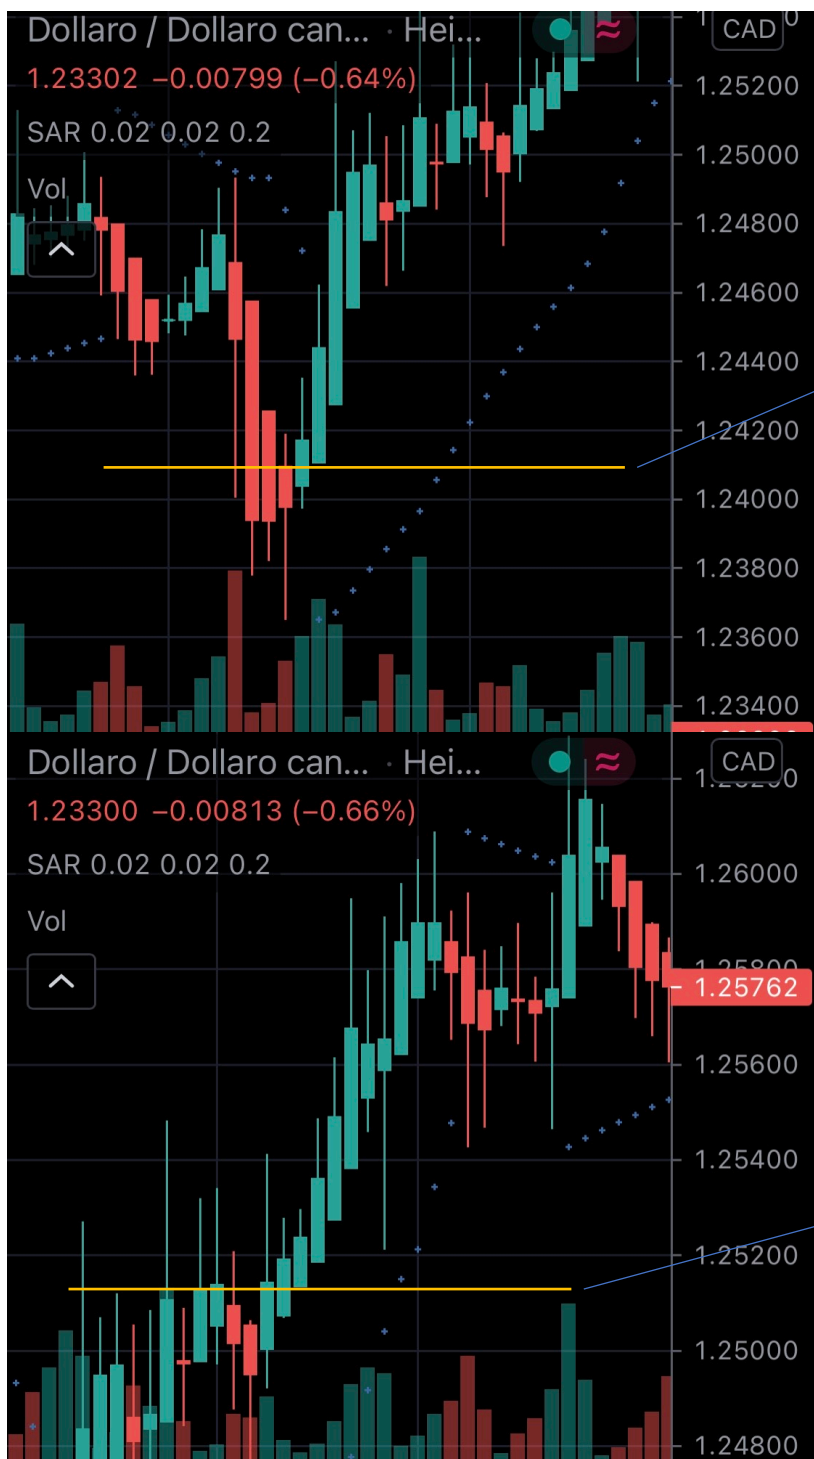 Dollaro / Dollaro can... · Hei...
CAD
1.23302 −0.00799 (−0.64%)
1.25200
SAR 0.02 0.02 0.2
1.25000
Vol
1.24800
1.24600
1.24400
1.24200
1.24000
1.23800
1.23600
1.23400
Dollaro / Dollaro can... · Hei...
CAD
1.23300 −0.00813 (−0.66%)
SAR 0.02 0.02 0.2
1.26000
Vol
1.25800
1.25762
1.25600
1.25400
1.25200
1.25000
1.24800